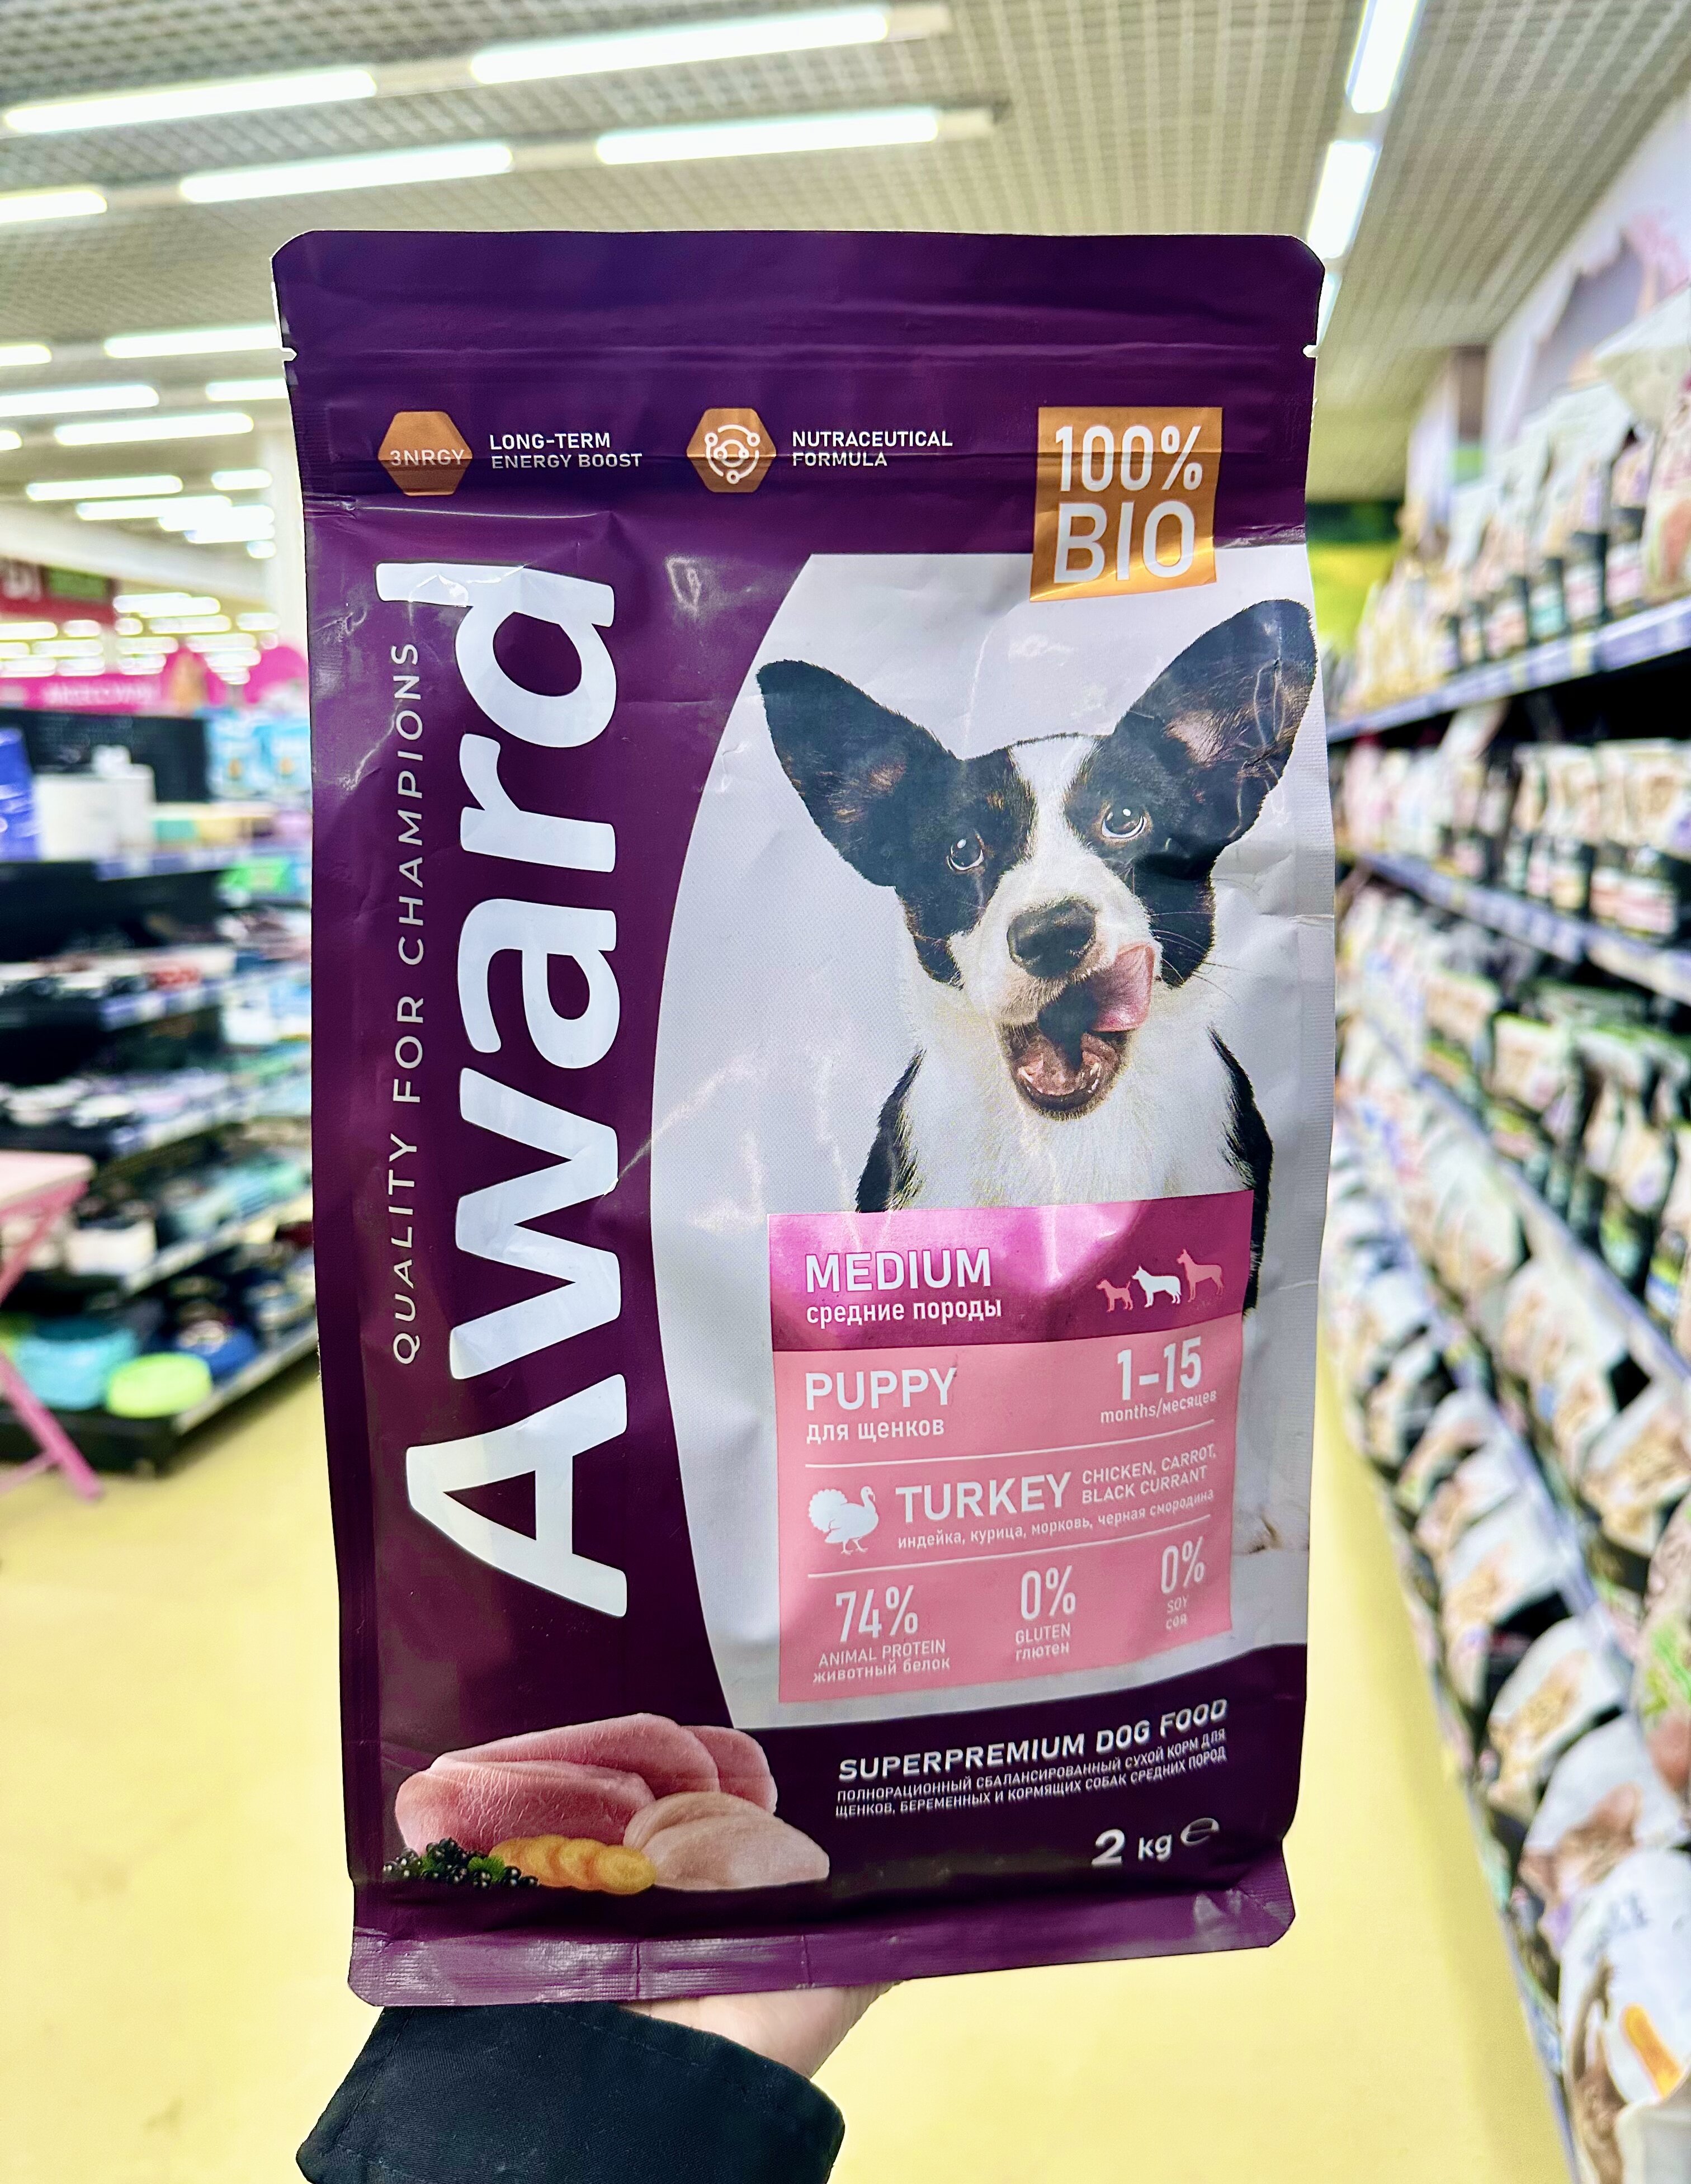 3NRGY
LONG-TERM
ENERGY BOOST
NUTRACEUTICAL
FORMULA
100%
BIO
QUALITY FOR CHAMPIONS
Award
MEDIUM
средние породы
PUPPY
для щенков
1-15
months/месяцев
TURKEY
CHICKEN, CARROT,
BLACK CURRANT
индейка, курица, морковь, черная смородина
74%
ANIMAL PROTEIN
животный белок
0%
GLUTEN
глютен
0%
SOY
соя
SUPERPREMIUM DOG FOOD
ПОЛНОРАЦИОННЫЙ СБАЛАНСИРОВАННЫЙ СУХОЙ КОРМ ДЛЯ
ЩЕНКОВ, БЕРЕМЕННЫХ И КОРМЯЩИХ СОБАК СРЕДНИХ ПОРОД
2 kg ℮